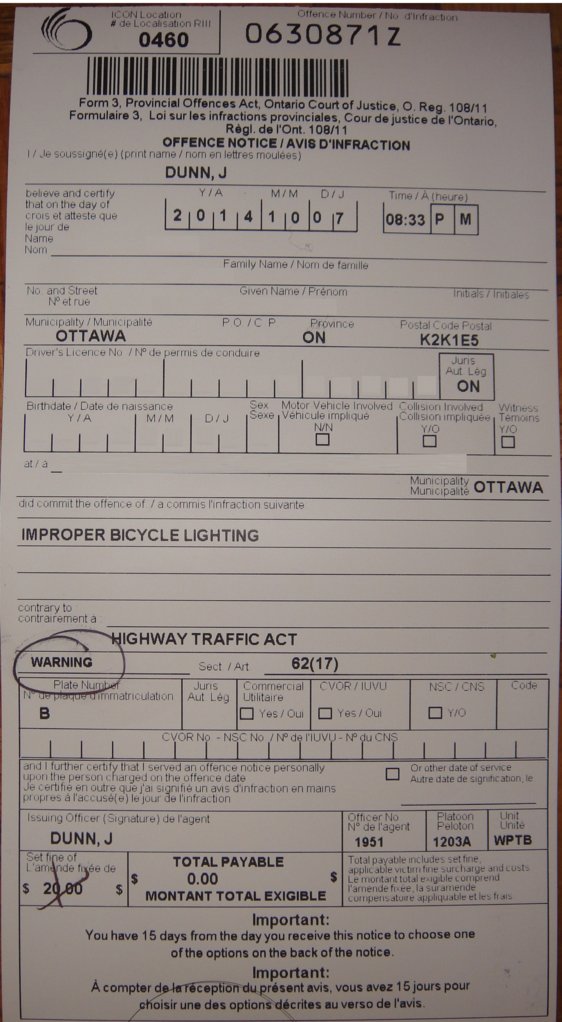 ICON Location Offence Number / No. d'Infraction
# de Localisation RIII
0460 0630871Z
Form 3, Provincial Offences Act, Ontario Court of Justice, O. Reg. 108/11
Formulaire 3, Loi sur les infractions provinciales, Cour de justice de l'Ontario,
Règl. de l'Ont. 108/11
OFFENCE NOTICE / AVIS D'INFRACTION
I / Je soussigné(e) (print name / nom en lettres moulées)
DUNN, J
believe and certify Y / A M / M D / J Time / À (heure)
that on the day of
crois et atteste que 2 0 1 4 1 0 0 7 08:33 P M
le jour de
Name
Nom
Family Name / Nom de famille
No. and Street Given Name / Prénom Initials / Initiales
Nº et rue
Municipality / Municipalité P O / C P Province Postal Code Postal
OTTAWA ON K2K1E5
Driver's Licence No. / Nº de permis de conduire Juris
Aut. Lég.
ON
Birthdate / Date de naissance Sex Motor Vehicle Involved Collision Involved Witness
Y / A M / M D / J Sexe Véhicule impliqué Collision impliquée Témoins
N/N Y/O Y/O
at / à
Municipality
Municipalité OTTAWA
did commit the offence of / a commis l'infraction suivante
IMPROPER BICYCLE LIGHTING
contrary to
contrairement à :
HIGHWAY TRAFFIC ACT
WARNING Sect / Art 62(17)
Plate Number Juris Commercial CVOR / IUVU NSC / CNS Code
Nº de plaque d'immatriculation Aut. Lég. Utilitaire
B Yes / Oui Yes / Oui Y/O
CVOR No. - NSC No. / Nº de l'IUVU - Nº du CNS
and I further certify that I served an offence notice personally Or other date of service
upon the person charged on the offence date Autre date de signification, le
Je certifie en outre que j'ai signifié un avis d'infraction en mains
propres à l'accusé(e) le jour de l'infraction
Issuing Officer (Signature) de l'agent Officer No Platoon Unit
Nº de l'agent Peloton Unité
DUNN, J 1951 1203A WPTB
Set fine of TOTAL PAYABLE Total payable includes set fine,
L'amende fixée de applicable victim fine surcharge and costs
$ 20.00 $ $ 0.00 $ Le montant total exigible comprend
MONTANT TOTAL EXIGIBLE l'amende fixée, la suramende
compensatoire appliquable et les frais
Important:
You have 15 days from the day you receive this notice to choose one
of the options on the back of the notice.
Important:
À compter de la réception du présent avis, vous avez 15 jours pour
choisir une des options décrites au verso de l'avis.